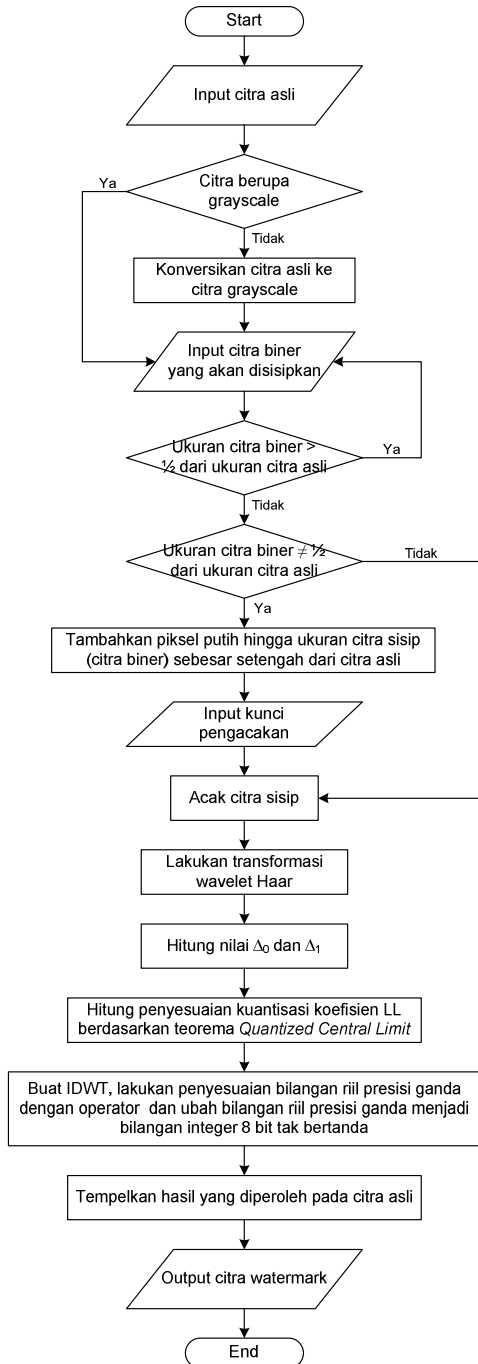 Start
Input citra asli
Citra berupa
grayscale
Ya
Tidak
Konversikan citra asli ke
citra grayscale
Input citra biner
yang akan disisipkan
Ukuran citra biner >
½ dari ukuran citra asli
Ya
Tidak
Ukuran citra biner ≠ ½
dari ukuran citra asli
Tidak
Ya
Tambahkan piksel putih hingga ukuran citra sisip
(citra biner) sebesar setengah dari citra asli
Input kunci
pengacakan
Acak citra sisip
Lakukan transformasi
wavelet Haar
Hitung nilai Δ₀ dan Δ₁
Hitung penyesuaian kuantisasi koefisien LL
berdasarkan teorema Quantized Central Limit
Buat IDWT, lakukan penyesuaian bilangan riil presisi ganda
dengan operator dan ubah bilangan riil presisi ganda menjadi
bilangan integer 8 bit tak bertanda
Tempelkan hasil yang diperoleh pada citra asli
Output citra watermark
End